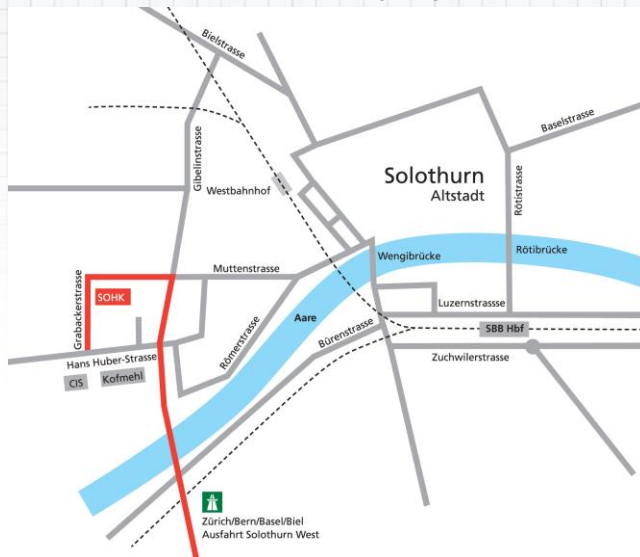 Bielstrasse
Baselstrasse
Gibelinstrasse
Solothurn
Altstadt
Westbahnhof
Rötistrasse
Wengibrücke
Rötibrücke
Muttenstrasse
Grabackerstrasse
SOHK
Luzernstrassse
Aare
Römerstrasse
Bürenstrasse
SBB Hbf
Hans Huber-Strasse
Zuchwilerstrasse
CIS
Kofmehl
Zürich/Bern/Basel/Biel
Ausfahrt Solothurn West